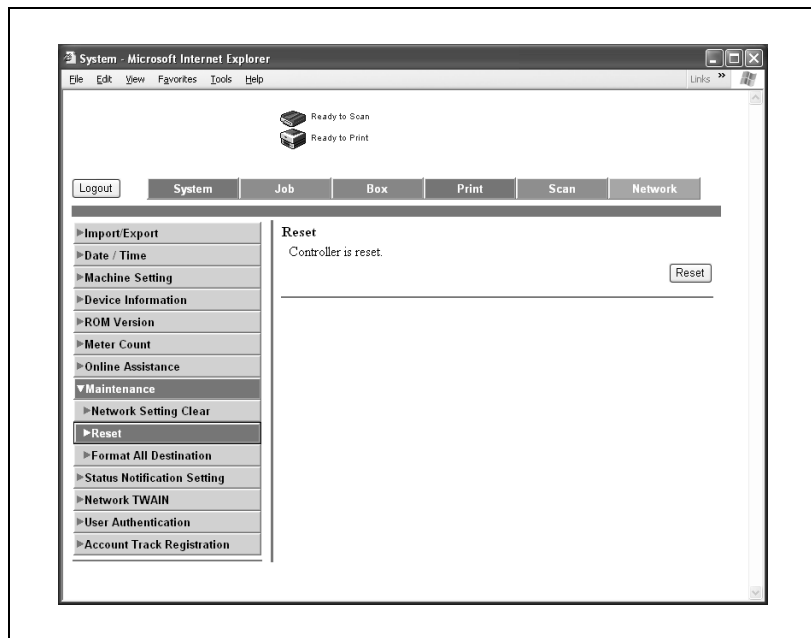 System - Microsoft Internet Explorer
File Edit View Favorites Tools Help
Links »
Ready to Scan
Ready to Print
Logout
System Job Box Print Scan Network
Import/Export
Date / Time
Machine Setting
Device Information
ROM Version
Meter Count
Online Assistance
Maintenance
Network Setting Clear
Reset
Format All Destination
Status Notification Setting
Network TWAIN
User Authentication
Account Track Registration
Reset
Controller is reset.
Reset